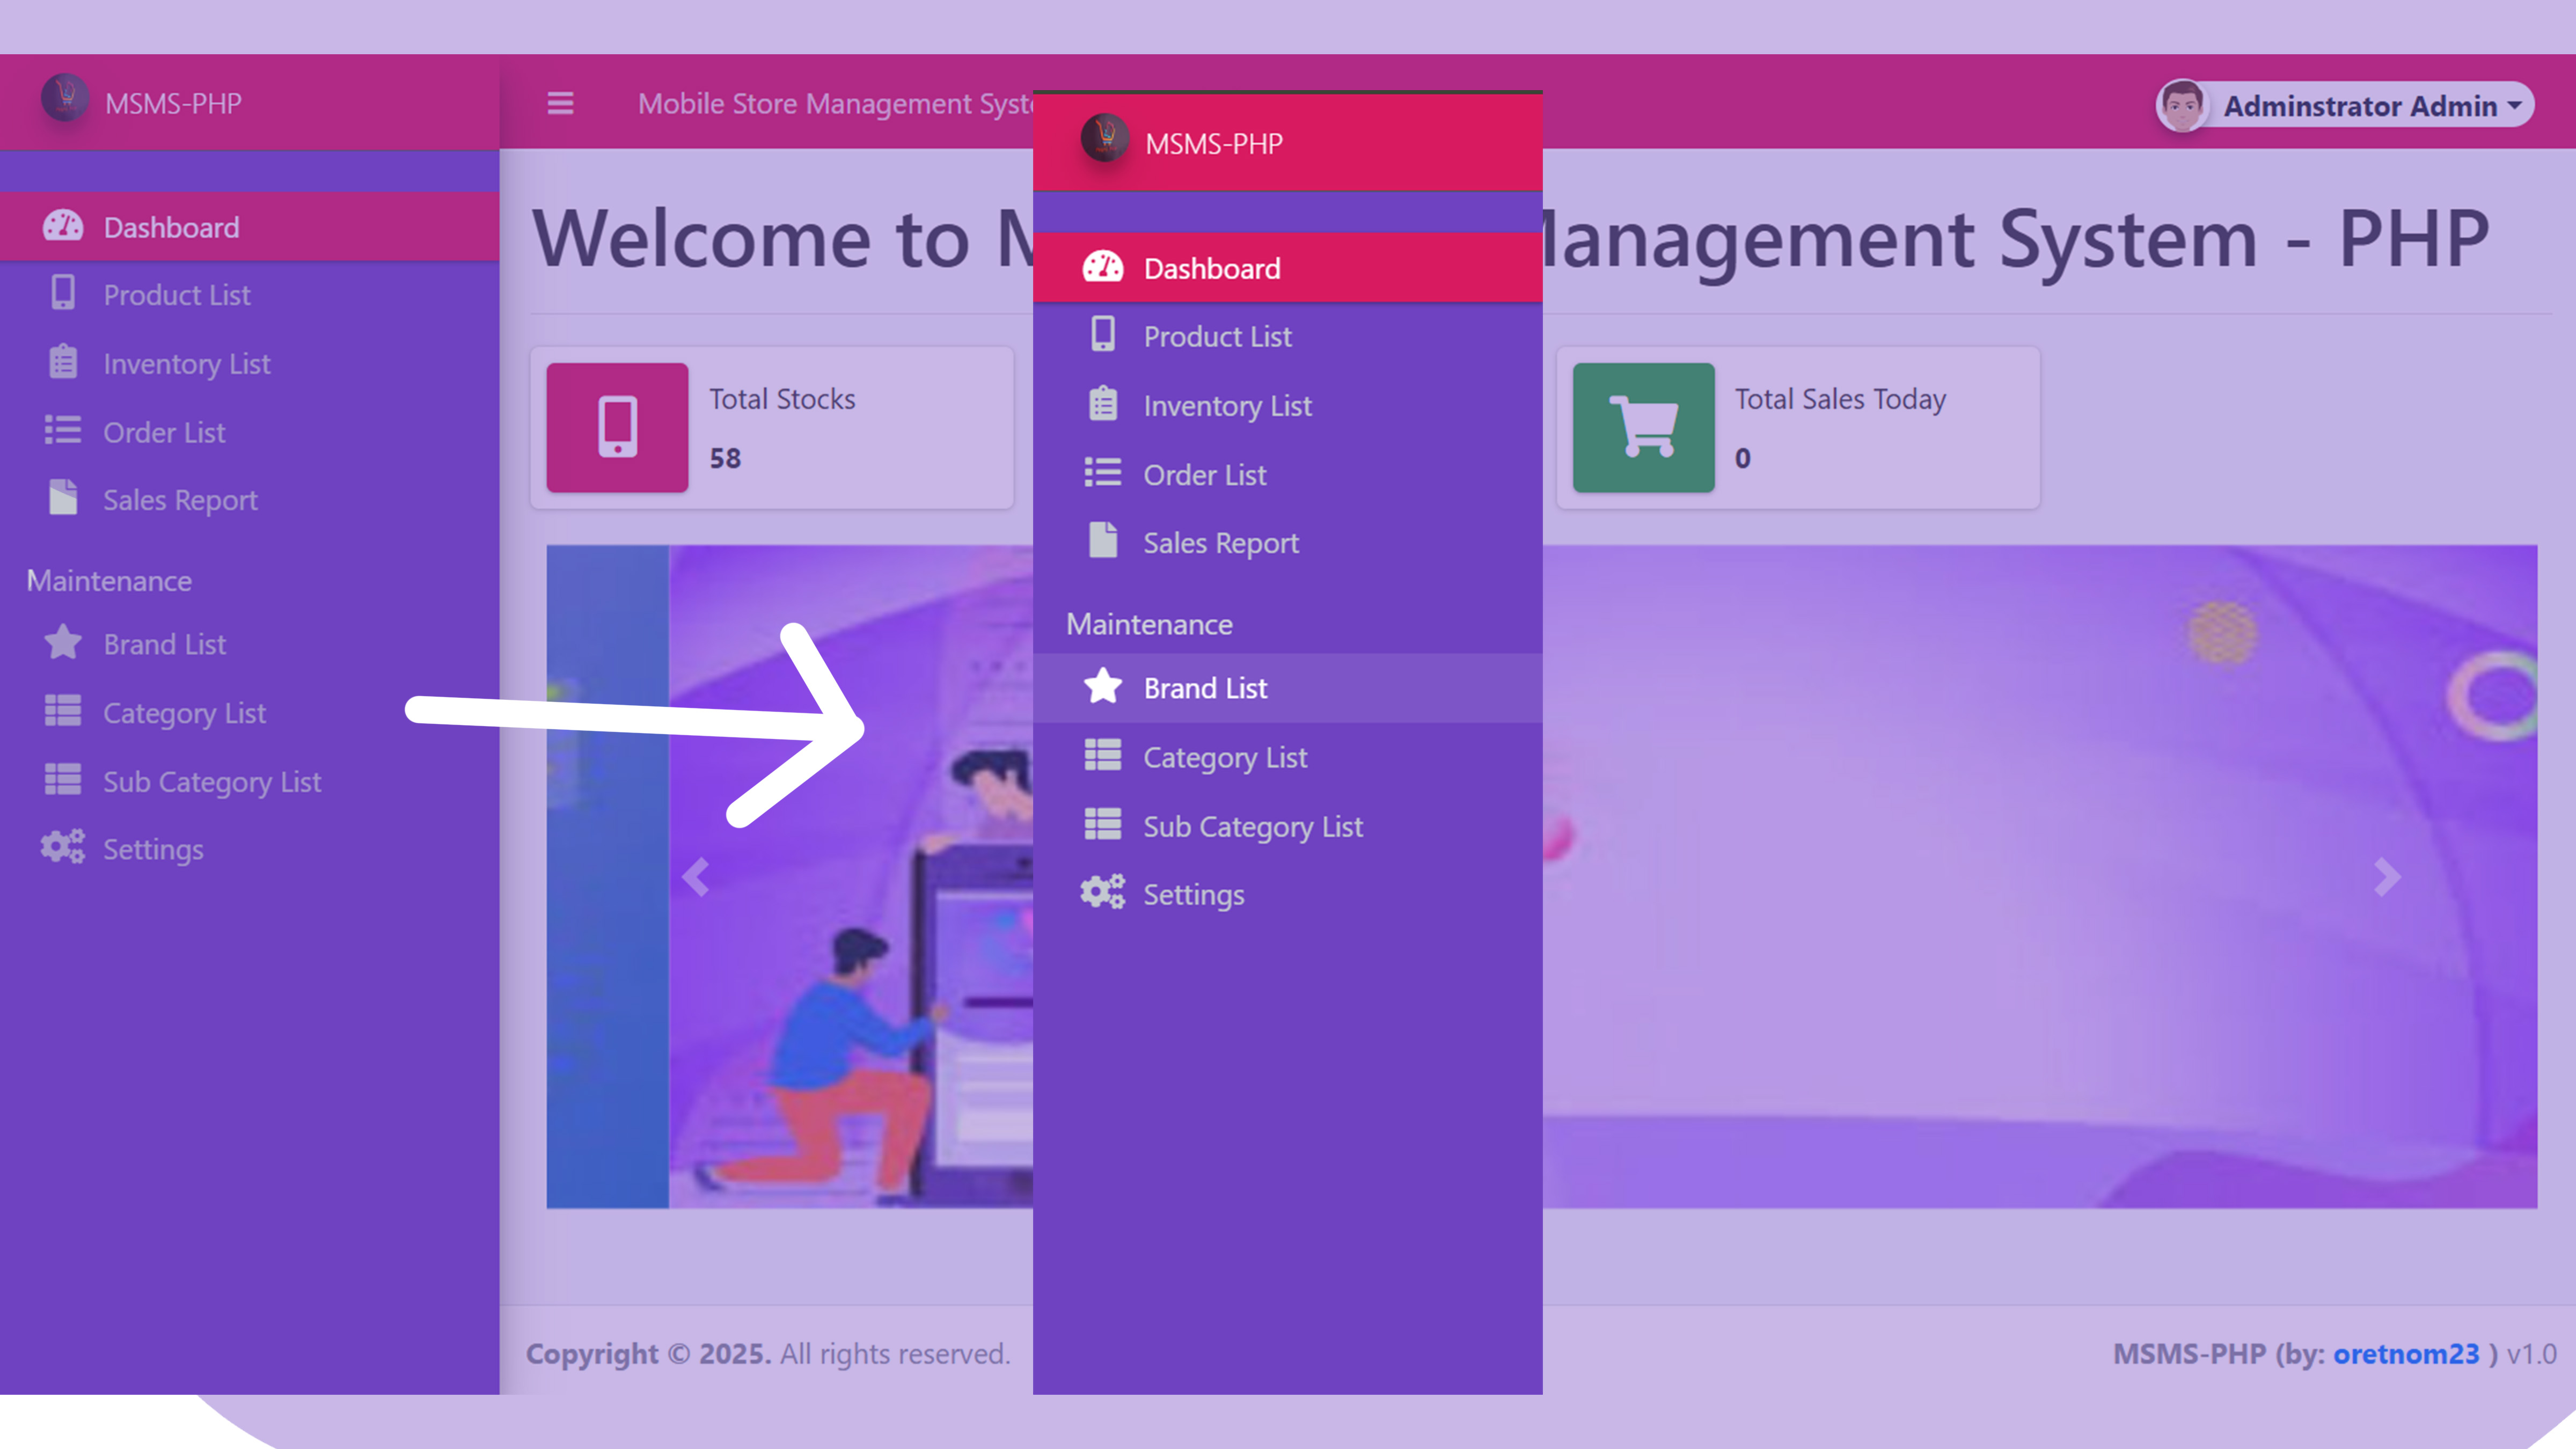 MSMS-PHP
Dashboard
Product List
Inventory List
Order List
Sales Report
Maintenance
Brand List
Category List
Sub Category List
Settings
Mobile Store Management Syst
Adminstrator Admin
Welcome to M
anagement System - PHP
Total Stocks
58
Total Sales Today
0
MSMS-PHP
Dashboard
Product List
Inventory List
Order List
Sales Report
Maintenance
Brand List
Category List
Sub Category List
Settings
Copyright © 2025. All rights reserved.
MSMS-PHP (by: oretnom23 ) v1.0